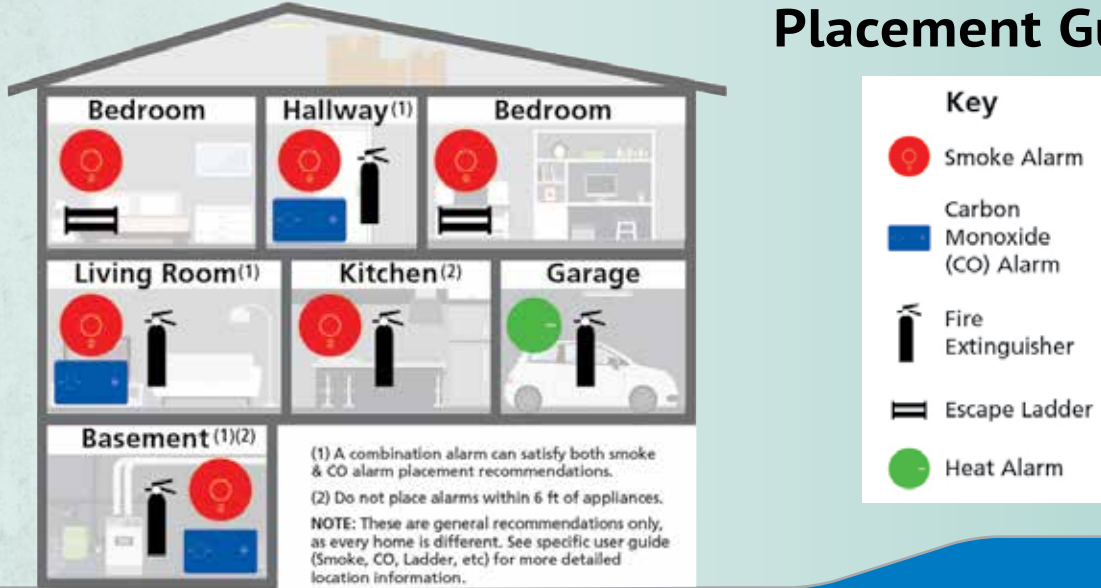 Placement Gu
Bedroom
Hallway(1)
Bedroom
Living Room(1)
Kitchen(2)
Garage
Basement (1)(2)
(1) A combination alarm can satisfy both smoke
& CO alarm placement recommendations.
(2) Do not place alarms within 6 ft of appliances.
NOTE: These are general recommendations only,
as every home is different. See specific user guide
(Smoke, CO, Ladder, etc) for more detailed
location information.
Key
Smoke Alarm
Carbon
Monoxide
(CO) Alarm
Fire
Extinguisher
Escape Ladder
Heat Alarm